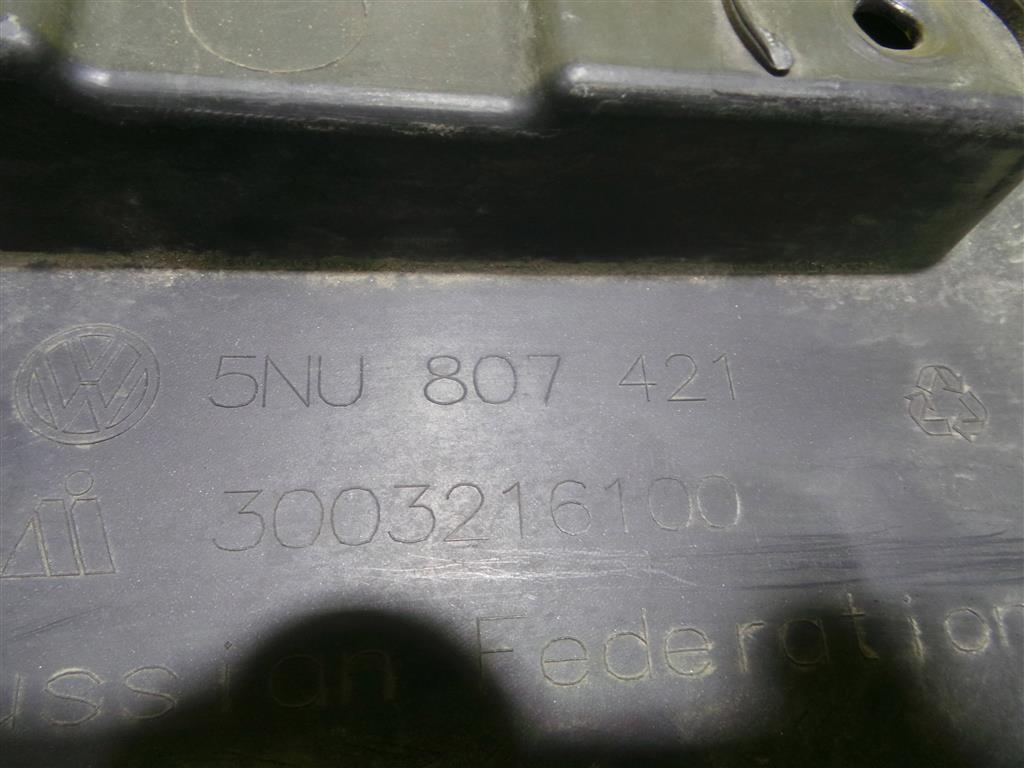 5NU 807 421
3003216100
ussian Federation